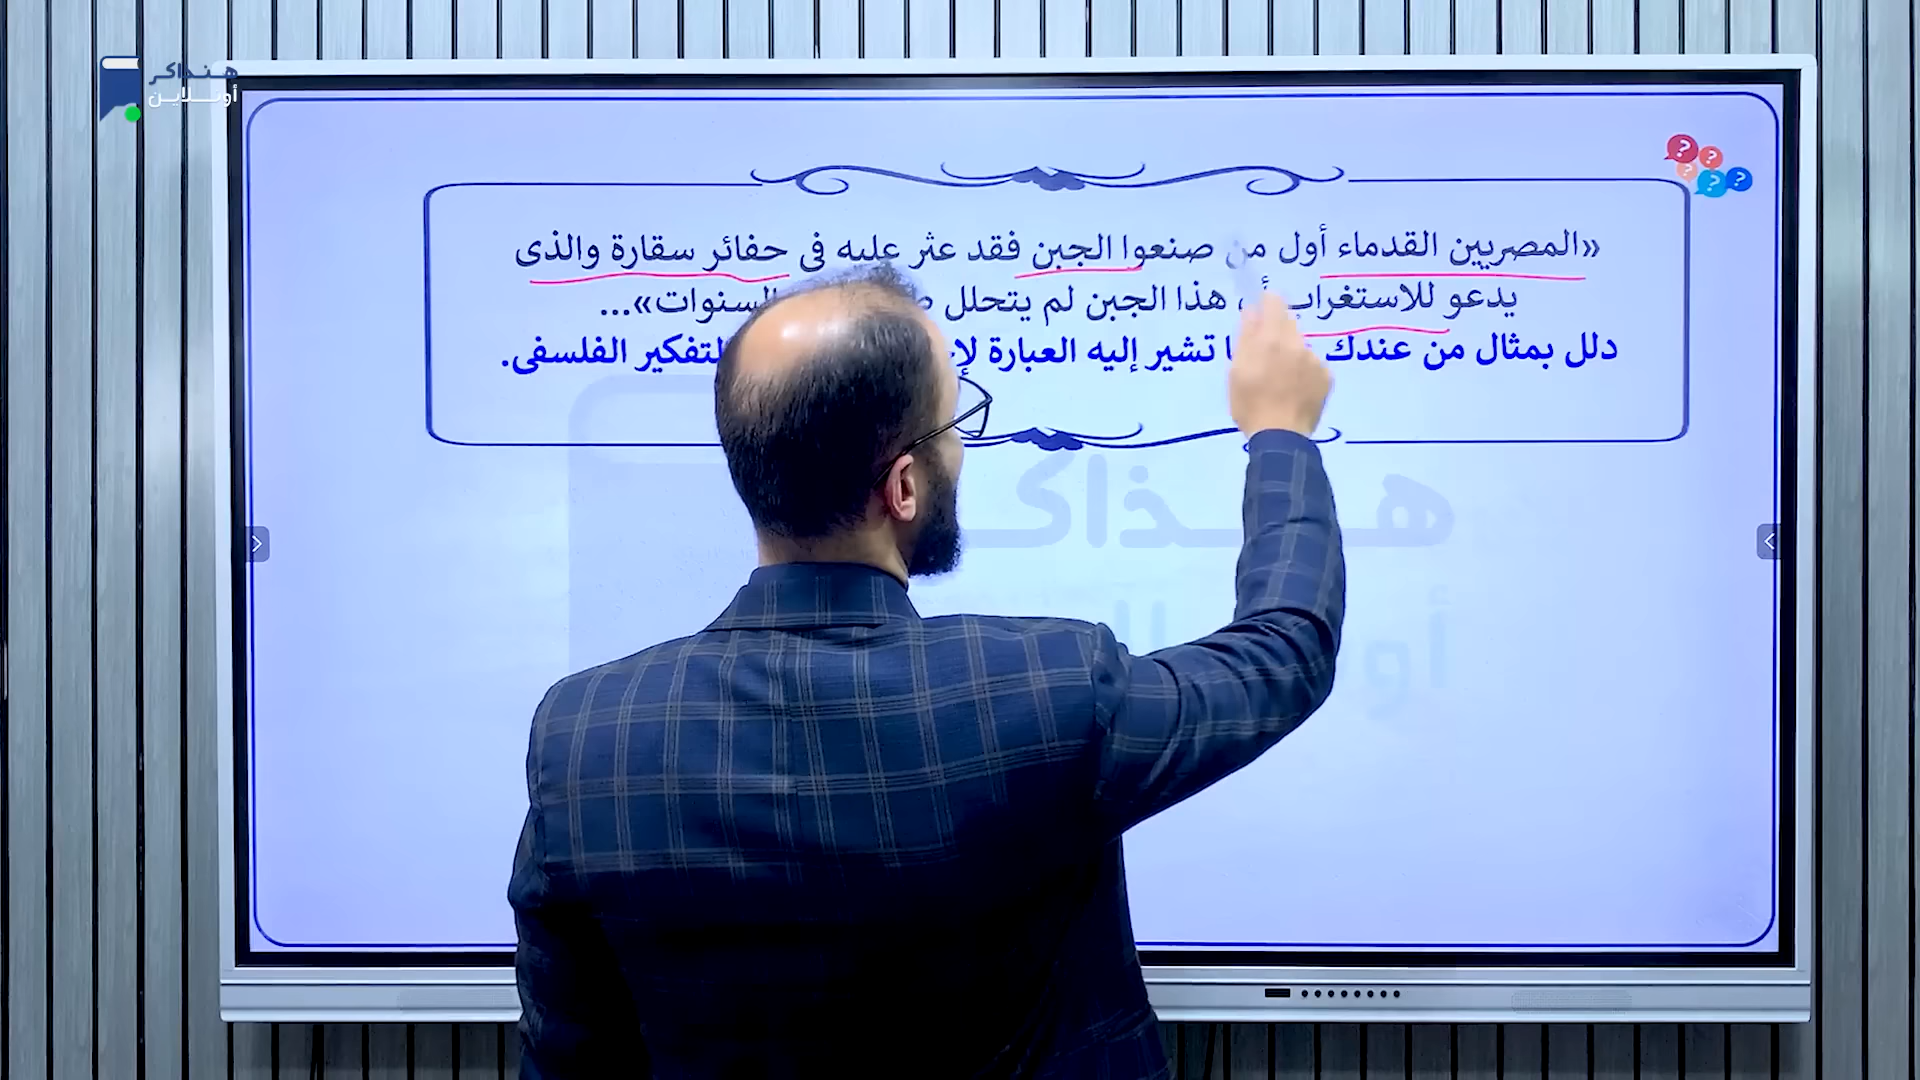 هنذاكر
أونلاين
«المصريين القدماء أول من صنعوا الجبن فقد عثر عليه فى حفائر سقارة والذى
يدعو للاستغراب هذا الجبن لم يتحلل السنوات»...
دلل بمثال من عندك تشير إليه العبارة التفكير الفلسفى.
هنذاكر